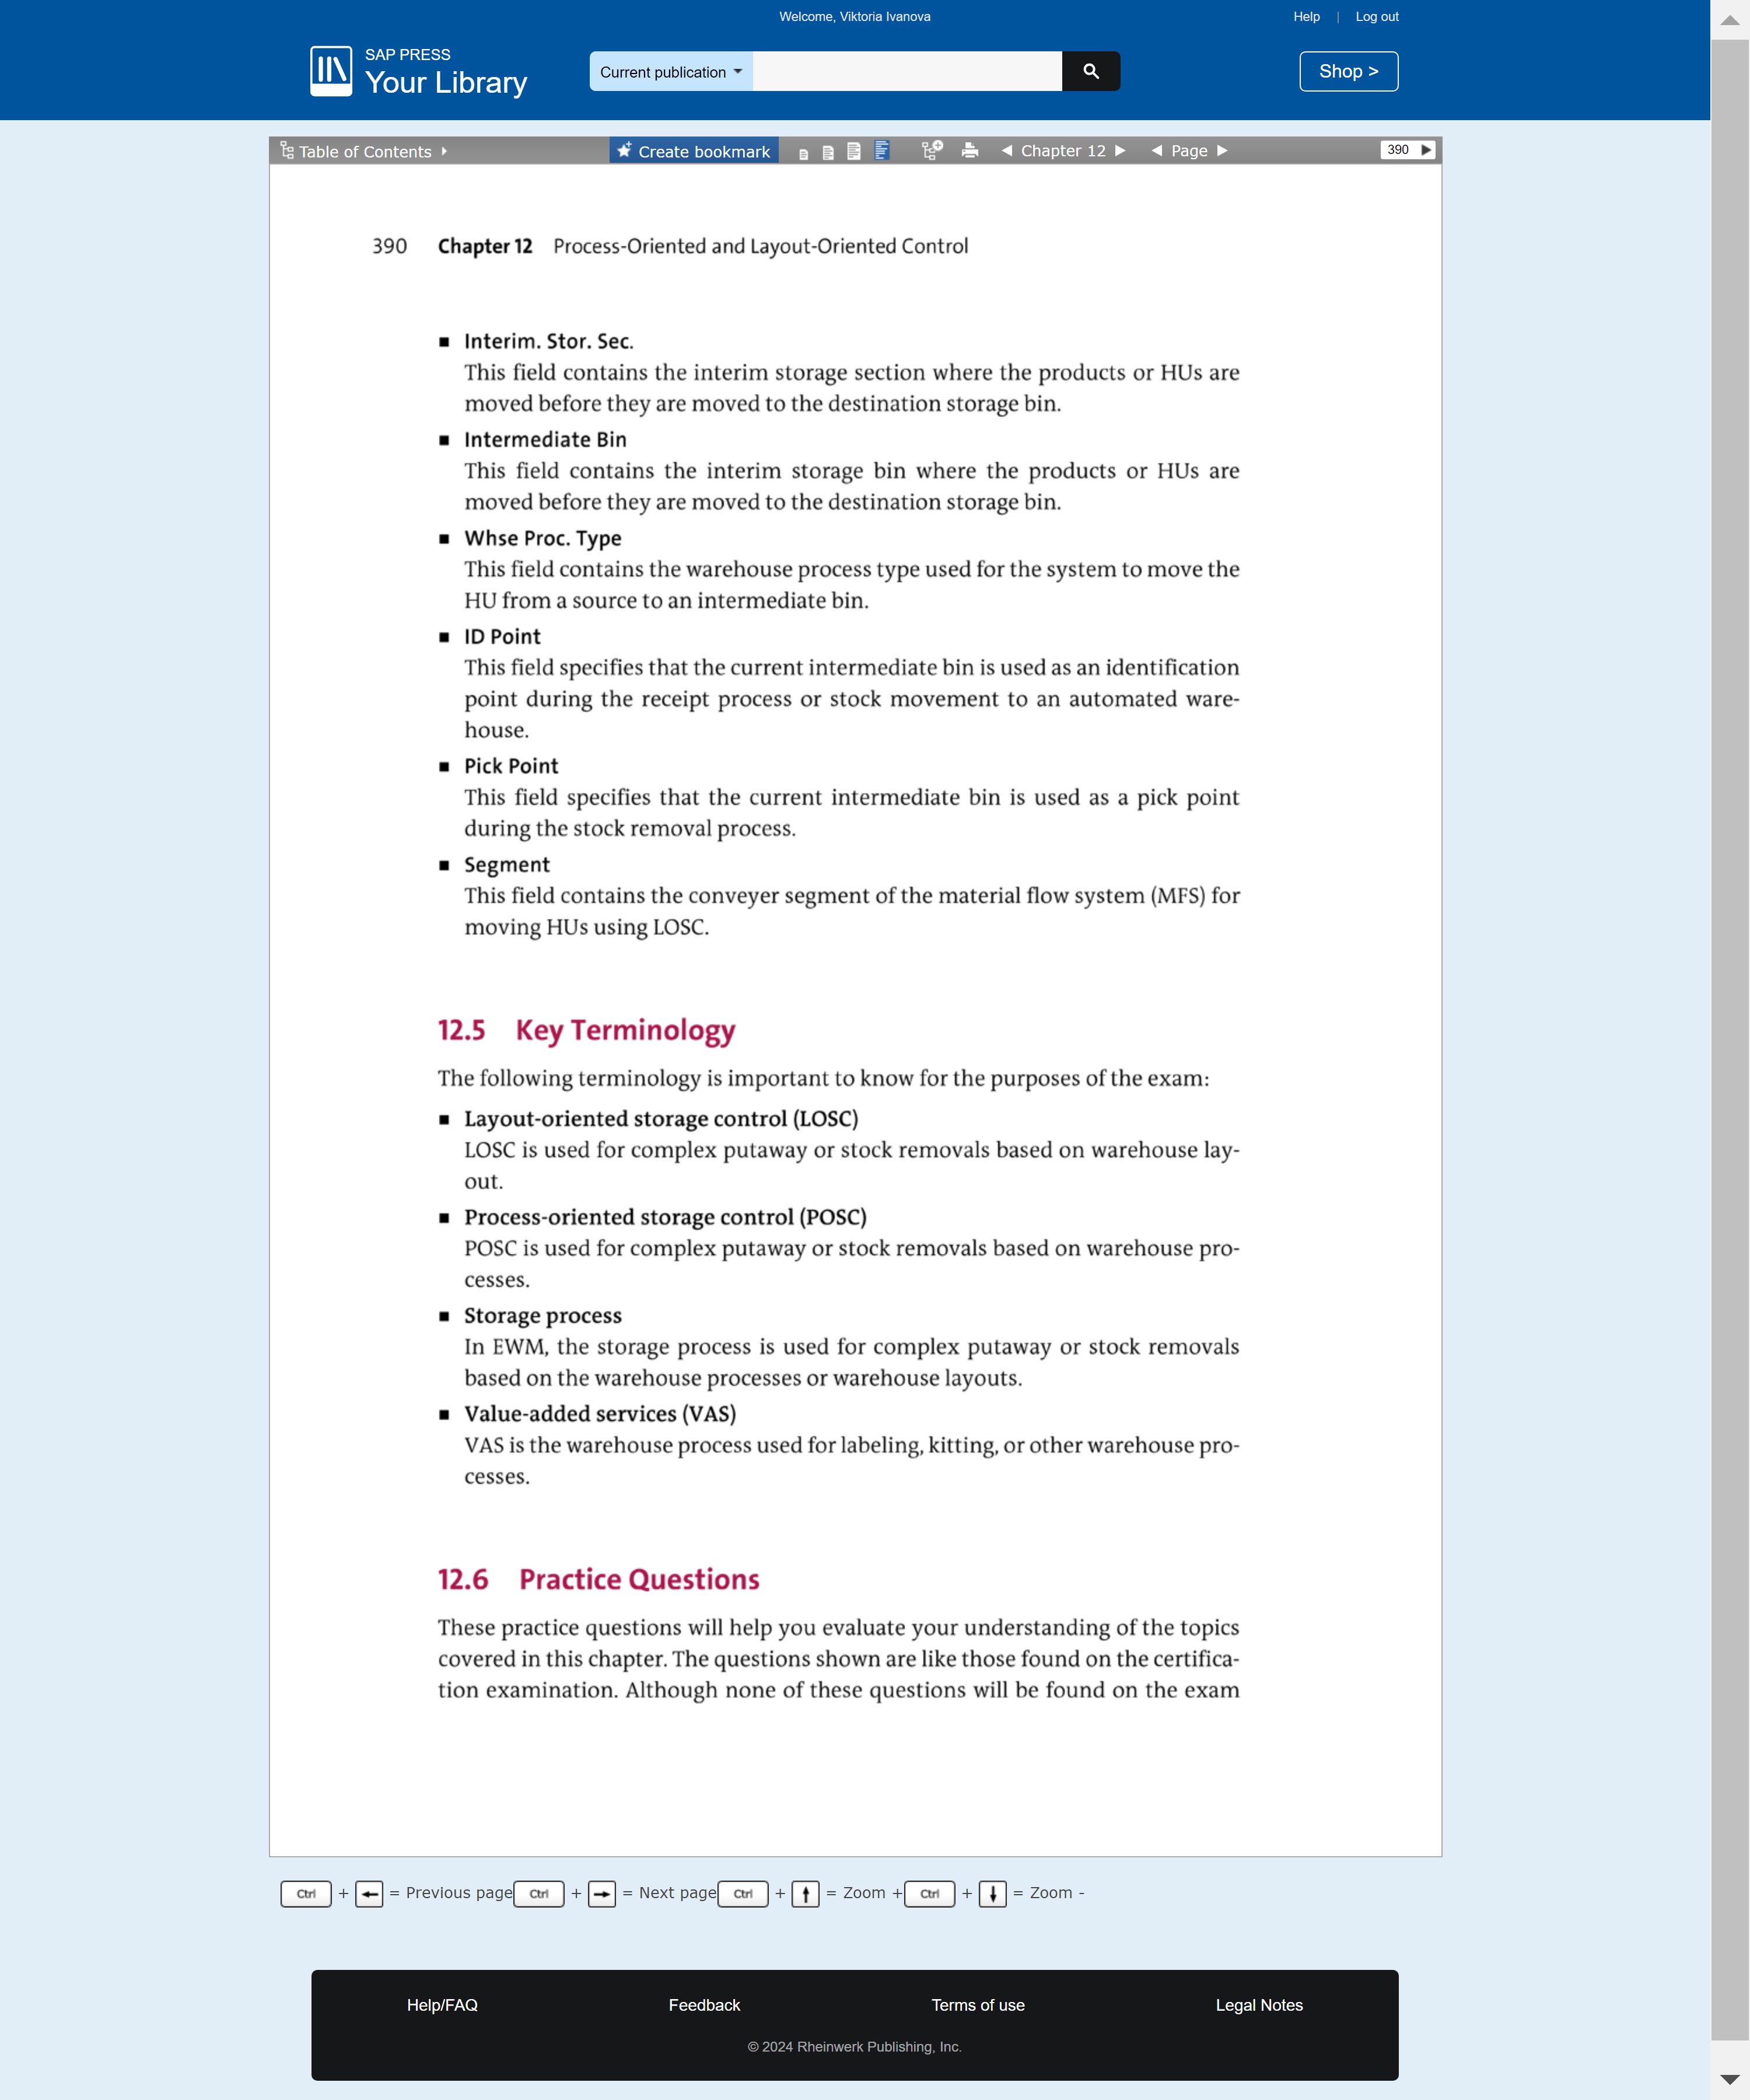 Welcome, Viktoria Ivanova
Help | Log out
SAP PRESS
Your Library
Current publication
Shop >
Table of Contents
Create bookmark
Chapter 12
Page
390
390 Chapter 12 Process-Oriented and Layout-Oriented Control
■ Interim. Stor. Sec.
This field contains the interim storage section where the products or HUs are
moved before they are moved to the destination storage bin.
■ Intermediate Bin
This field contains the interim storage bin where the products or HUs are
moved before they are moved to the destination storage bin.
■ Whse Proc. Type
This field contains the warehouse process type used for the system to move the
HU from a source to an intermediate bin.
■ ID Point
This field specifies that the current intermediate bin is used as an identification
point during the receipt process or stock movement to an automated ware-
house.
■ Pick Point
This field specifies that the current intermediate bin is used as a pick point
during the stock removal process.
■ Segment
This field contains the conveyer segment of the material flow system (MFS) for
moving HUs using LOSC.
12.5 Key Terminology
The following terminology is important to know for the purposes of the exam:
■ Layout-oriented storage control (LOSC)
LOSC is used for complex putaway or stock removals based on warehouse lay-
out.
■ Process-oriented storage control (POSC)
POSC is used for complex putaway or stock removals based on warehouse pro-
cesses.
■ Storage process
In EWM, the storage process is used for complex putaway or stock removals
based on the warehouse processes or warehouse layouts.
■ Value-added services (VAS)
VAS is the warehouse process used for labeling, kitting, or other warehouse pro-
cesses.
12.6 Practice Questions
These practice questions will help you evaluate your understanding of the topics
covered in this chapter. The questions shown are like those found on the certifica-
tion examination. Although none of these questions will be found on the exam
Ctrl + ← = Previous page Ctrl + → = Next page Ctrl + ↑ = Zoom + Ctrl + ↓ = Zoom -
Help/FAQ
Feedback
Terms of use
Legal Notes
© 2024 Rheinwerk Publishing, Inc.